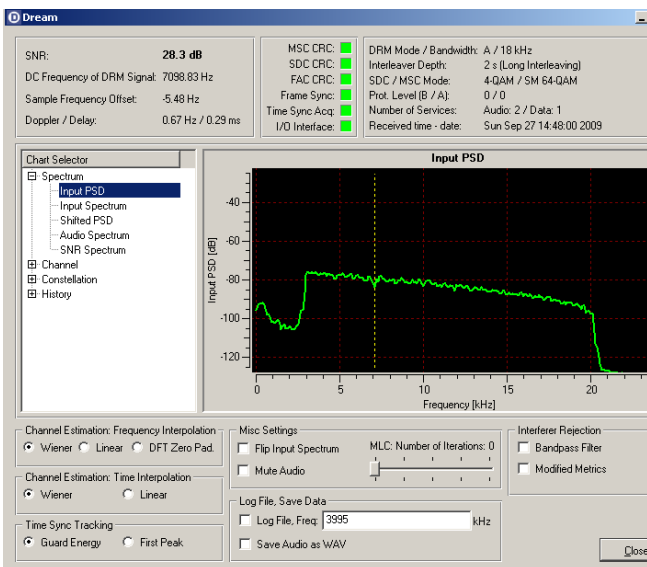 Dream
SNR: 28.3 dB
DC Frequency of DRM Signal: 7098.83 Hz
Sample Frequency Offset: -5.48 Hz
Doppler / Delay: 0.67 Hz / 0.29 ms
MSC CRC:
SDC CRC:
FAC CRC:
Frame Sync:
Time Sync Acq:
I/O Interface:
DRM Mode / Bandwidth: A / 18 kHz
Interleaver Depth: 2 s (Long Interleaving)
SDC / MSC Mode: 4-QAM / SM 64-QAM
Prot. Level (B / A): 0 / 0
Number of Services: Audio: 2 / Data: 1
Received time - date: Sun Sep 27 14:48:00 2009
Chart Selector
Spectrum
Input PSD
Input Spectrum
Shifted PSD
Audio Spectrum
SNR Spectrum
Channel
Constellation
History
Input PSD
Input PSD [dB]
-40
-60
-80
-100
-120
0 5 10 15 20
Frequency [kHz]
Channel Estimation: Frequency Interpolation
Wiener Linear DFT Zero Pad.
Channel Estimation: Time Interpolation
Wiener Linear
Time Sync Tracking
Guard Energy First Peak
Misc Settings
Flip Input Spectrum MLC: Number of Iterations: 0
Mute Audio
Log File, Save Data
Log File, Freq: 3995 kHz
Save Audio as WAV
Interferer Rejection
Bandpass Filter
Modified Metrics
Close